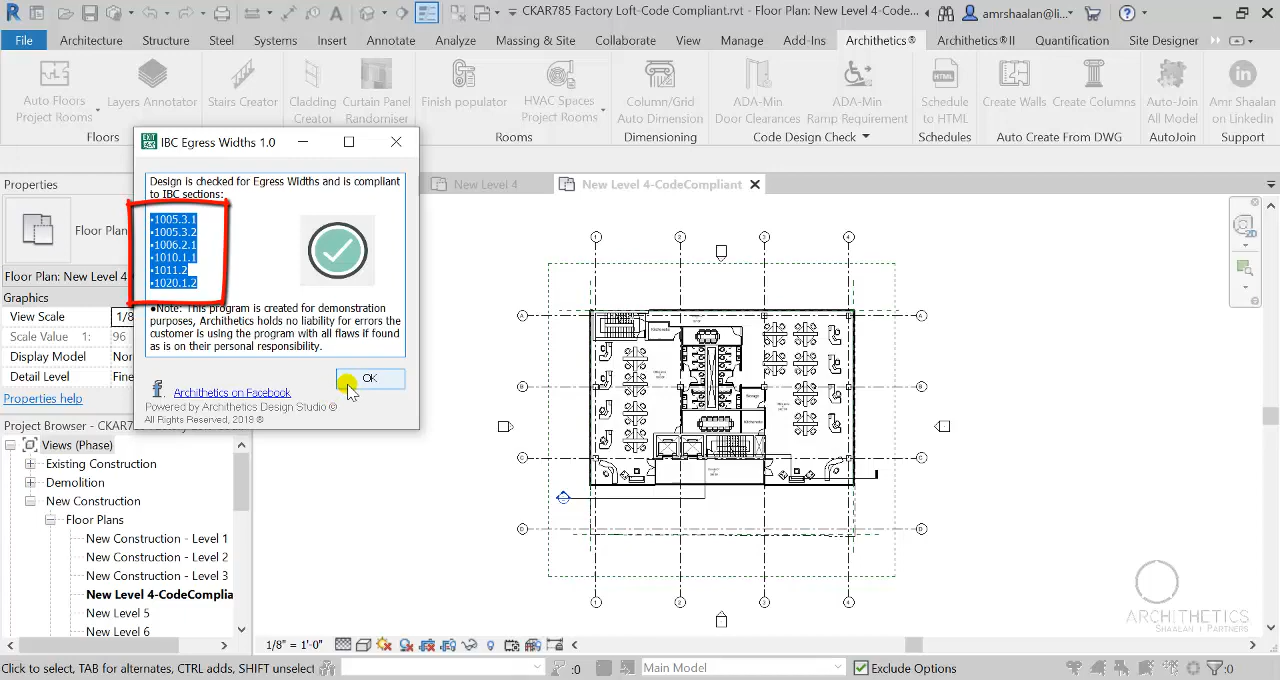 CKAR785 Factory Loft-Code Compliant.rvt - Floor Plan: New Level 4-Code...
amrshaalan@li...
File Architecture Structure Steel Systems Insert Annotate Analyze Massing & Site Collaborate View Manage Add-Ins Archithetics® Archithetics®II Quantification Site Designer
Auto Floors
Project Rooms
Layers Annotator
Stairs Creator
Cladding
Creator
Curtain Panel
Randomiser
Finish populator
HVAC Spaces
Project Rooms
Column/Grid
Auto Dimension
ADA-Min
Door Clearances
ADA-Min
Ramp Requirement
Schedule
to HTML
Create Walls
Create Columns
Auto-Join
All Model
Amr Shaalan
on LinkedIn
Floors
Rooms
Dimensioning
Code Design Check
Schedules
Auto Create From DWG
AutoJoin
Support
IBC Egress Widths 1.0
Design is checked for Egress Widths and is compliant
to IBC sections:
•1005.3.1
•1005.3.2
•1006.2.1
•1010.1.1
•1011.2
•1020.1.2
●Note: This program is created for demonstration
purposes, Archithetics holds no liability for errors the
customer is using the program with all flaws if found
as is on their personal responsibility.
OK
Archithetics on Facebook
Powered by Archithetics Design Studio ©
All Rights Reserved, 2018 ®
New Level 4
New Level 4-CodeCompliant
Properties
Floor Plan
Floor Plan: New Level 4
Graphics
View Scale 1/8
Scale Value 1: 96
Display Model Nor
Detail Level Fine
Properties help
Project Browser - CKAR785
Views (Phase)
Existing Construction
Demolition
New Construction
Floor Plans
New Construction - Level 1
New Construction - Level 2
New Construction - Level 3
New Level 4-CodeComplia
New Level 5
New Level 6
2D
ARCHITHETICS
SHAALAN | PARTNERS
1/8" = 1'-0"
Click to select, TAB for alternates, CTRL adds, SHIFT unselect
:0
Main Model
Exclude Options
:0